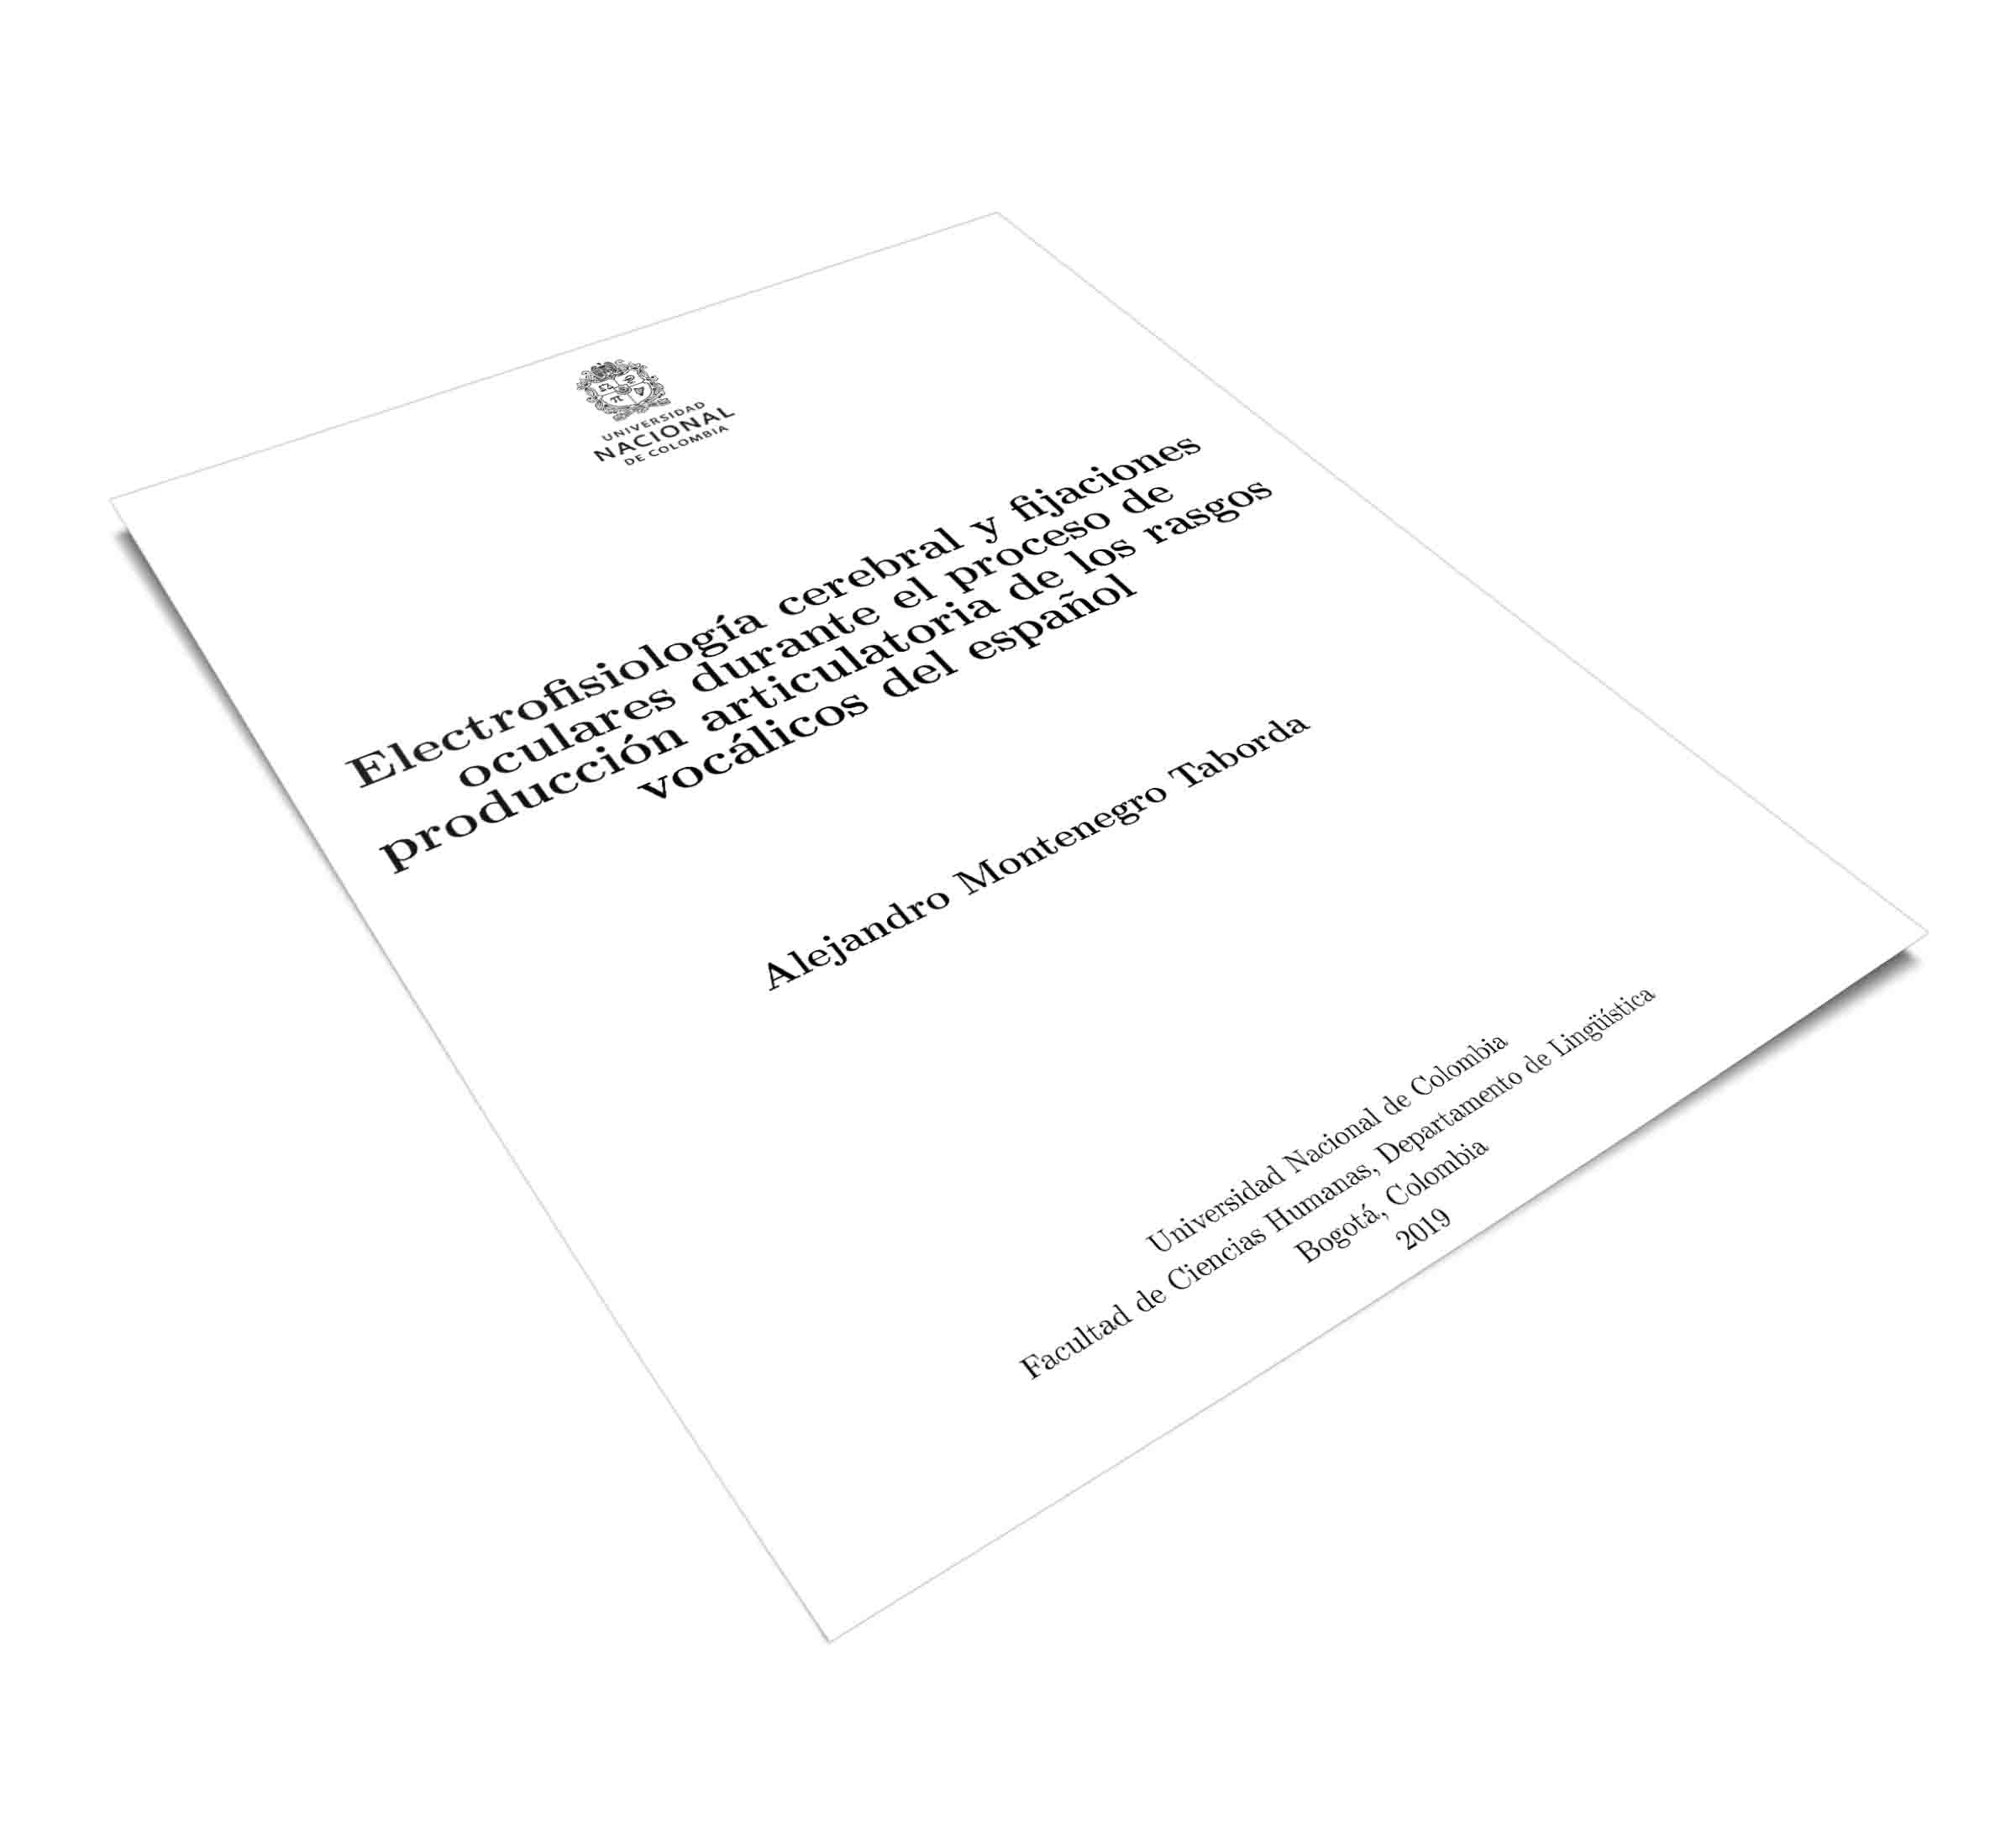 UNIVERSIDAD
NACIONAL
DE COLOMBIA
Electrofisiología cerebral y fijaciones
oculares durante el proceso de
producción articulatoria de los rasgos
vocálicos del español
Alejandro Montenegro Taborda
Universidad Nacional de Colombia
Facultad de Ciencias Humanas, Departamento de Lingüística
Bogotá, Colombia
2019